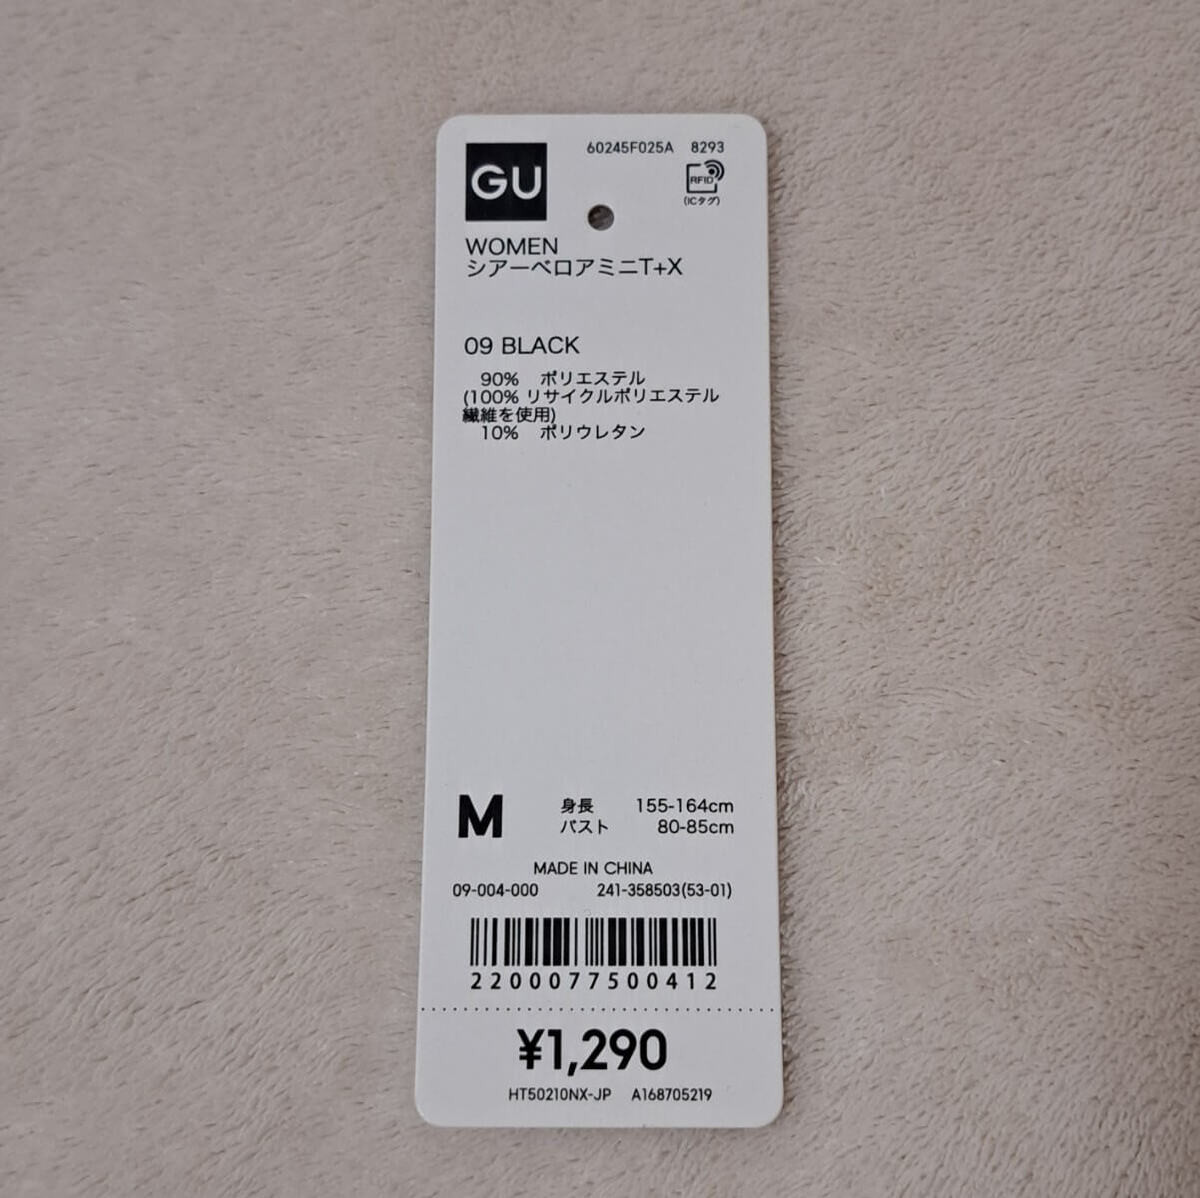 GU
60245F025A 8293
RFID
(ICタグ)
WOMEN
シアーベロアミニT+X
09 BLACK
90% ポリエステル
(100% リサイクルポリエステル
繊維を使用)
10% ポリウレタン
M
身長 155-164cm
バスト 80-85cm
MADE IN CHINA
09-004-000 241-358503(53-01)
2200077500412
¥1,290
HT50210NX-JP A168705219